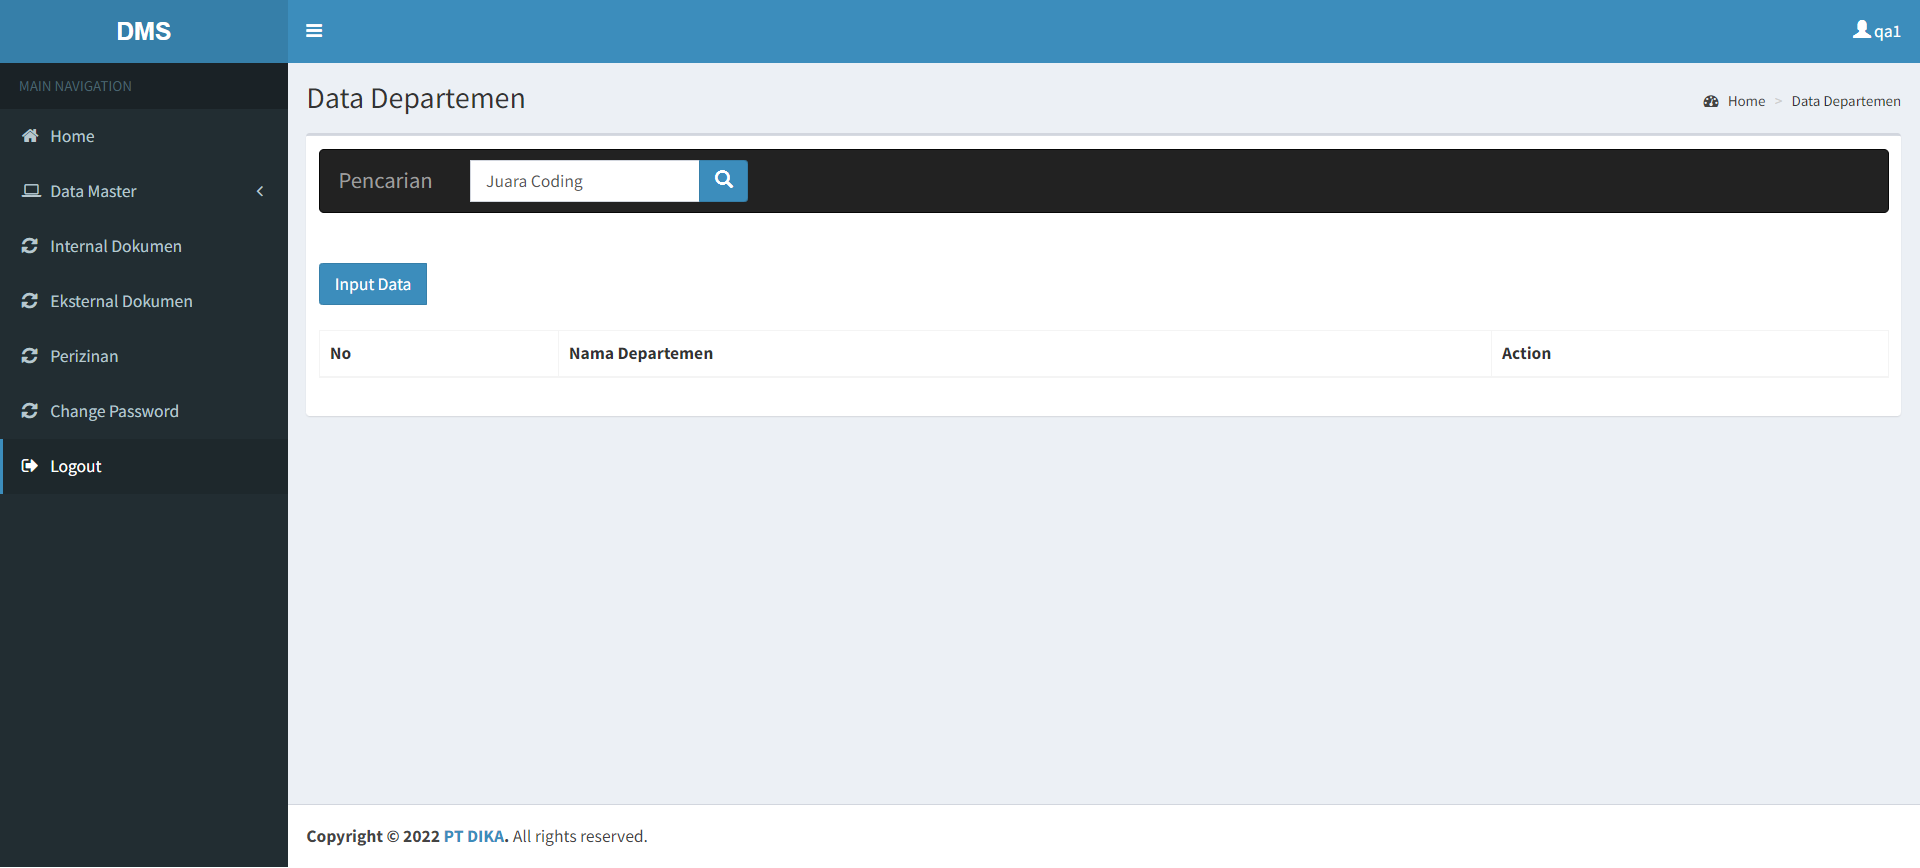 DMS
qa1
MAIN NAVIGATION
Home
Data Master
Internal Dokumen
Eksternal Dokumen
Perizinan
Change Password
Logout
Data Departemen
Home > Data Departemen
Pencarian
Juara Coding
Input Data
No Nama Departemen Action
Copyright © 2022 PT DIKA. All rights reserved.